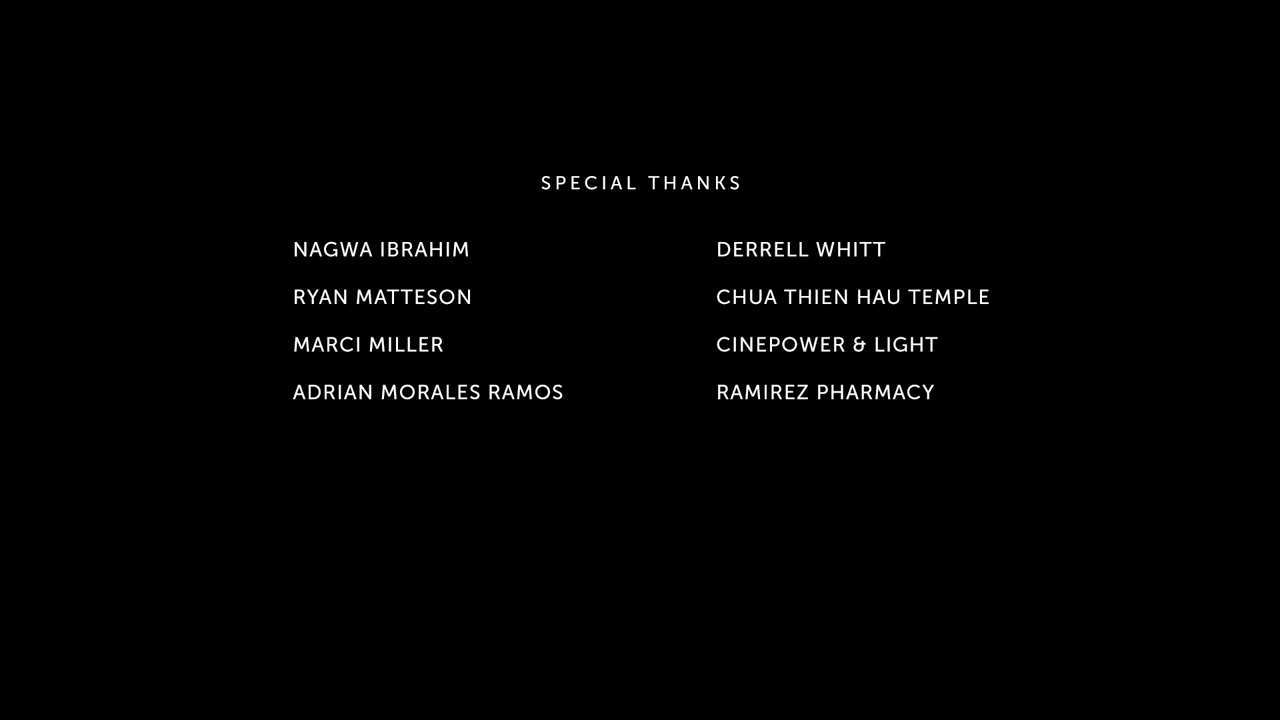 SPECIAL THANKS
NAGWA IBRAHIM
RYAN MATTESON
MARCI MILLER
ADRIAN MORALES RAMOS
DERRELL WHITT
CHUA THIEN HAU TEMPLE
CINEPOWER & LIGHT
RAMIREZ PHARMACY